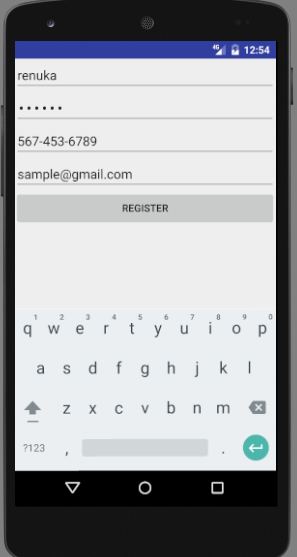 4G 12:54
renuka
••••••
567-453-6789
sample@gmail.com
REGISTER
1 2 3 4 5 6 7 8 9 0
q w e r t y u i o p
a s d f g h j k l
z x c v b n m
?123 , .